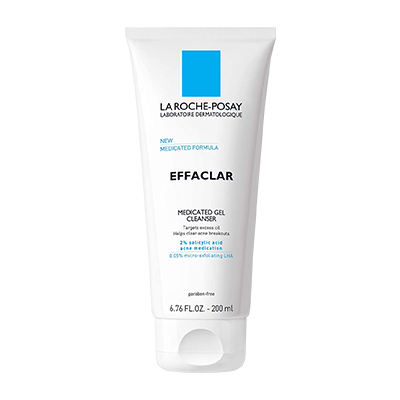 LA ROCHE-POSAY
LABORATOIRE DERMATOLOGIQUE
NEW
MEDICATED FORMULA
EFFACLAR
MEDICATED GEL
CLEANSER
Targets excess oil
Helps clear acne breakouts
2% salicylic acid
acne medication
0.05% micro-exfoliating LHA
paraben-free
6.76 FL.OZ. - 200 ml